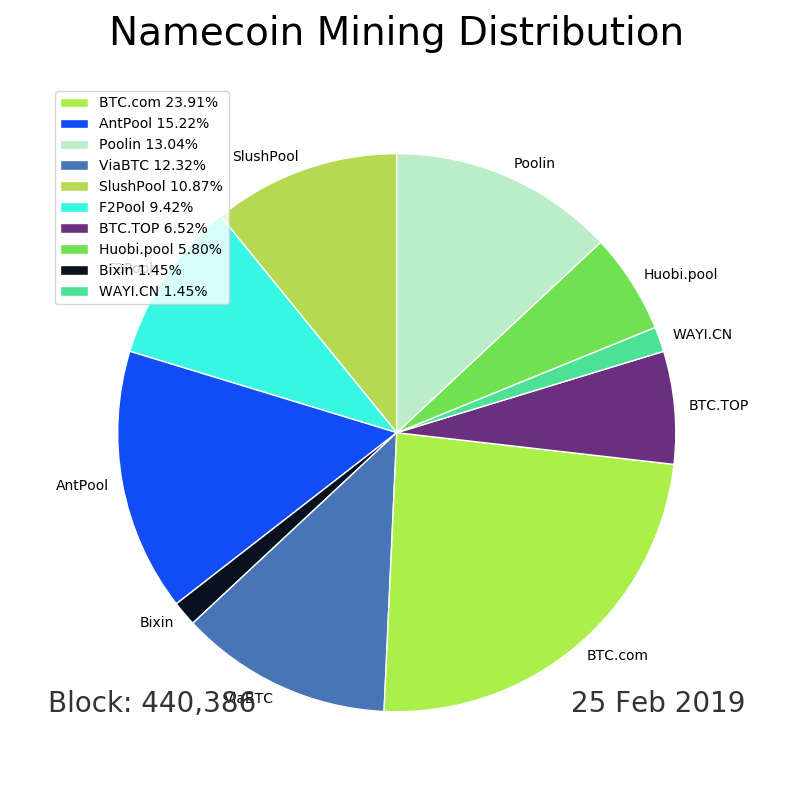 Namecoin Mining Distribution
BTC.com 23.91%
AntPool 15.22%
Poolin 13.04%
ViaBTC 12.32%
SlushPool 10.87%
F2Pool 9.42%
BTC.TOP 6.52%
Huobi.pool 5.80%
Bixin 1.45%
WAYI.CN 1.45%
SlushPool
Poolin
F2Pool
Huobi.pool
WAYI.CN
BTC.TOP
AntPool
Bixin
BTC.com
ViaBTC
Block: 440,386
25 Feb 2019